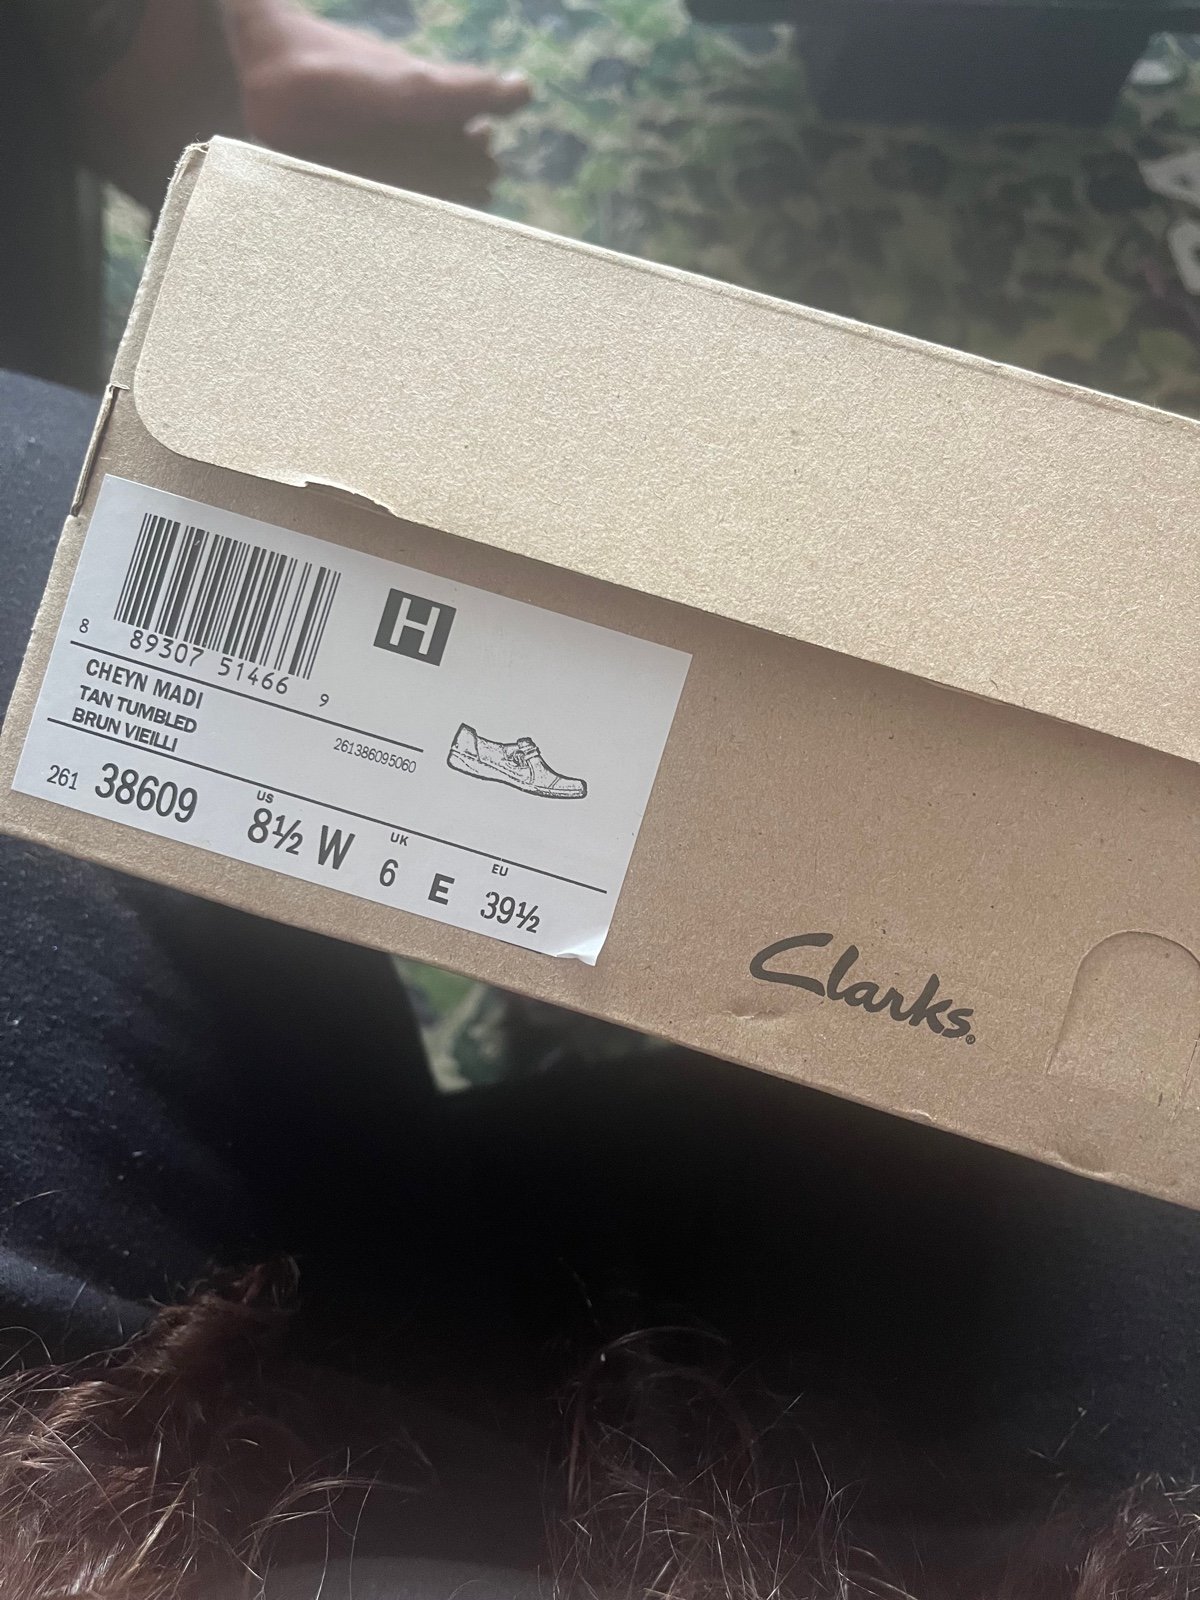 H
8 89307 51466 9
CHEYN MADI
TAN TUMBLED
BRUN VIEILLI
261386095060
US UK EU
261 38609 8½ W 6 E 39½
Clarks®